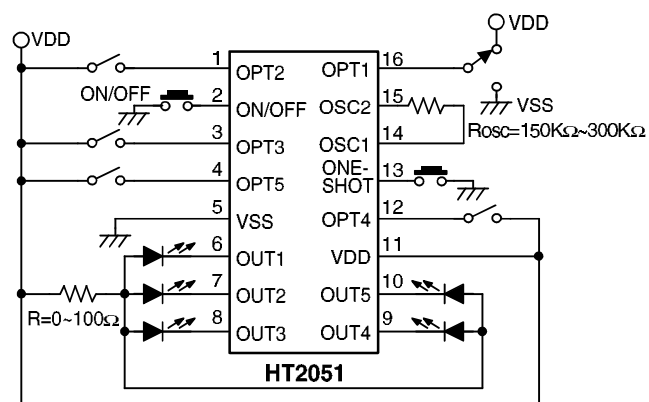 VDD
VDD
1
OPT2
OPT1
16
ON/OFF
2
ON/OFF
OSC2
15
VSS
ROSC=150KΩ~300KΩ
3
OPT3
OSC1
14
4
OPT5
ONE-
SHOT
13
5
VSS
OPT4
12
6
OUT1
VDD
11
7
OUT2
OUT5
10
R=0~100Ω
8
OUT3
OUT4
9
HT2051